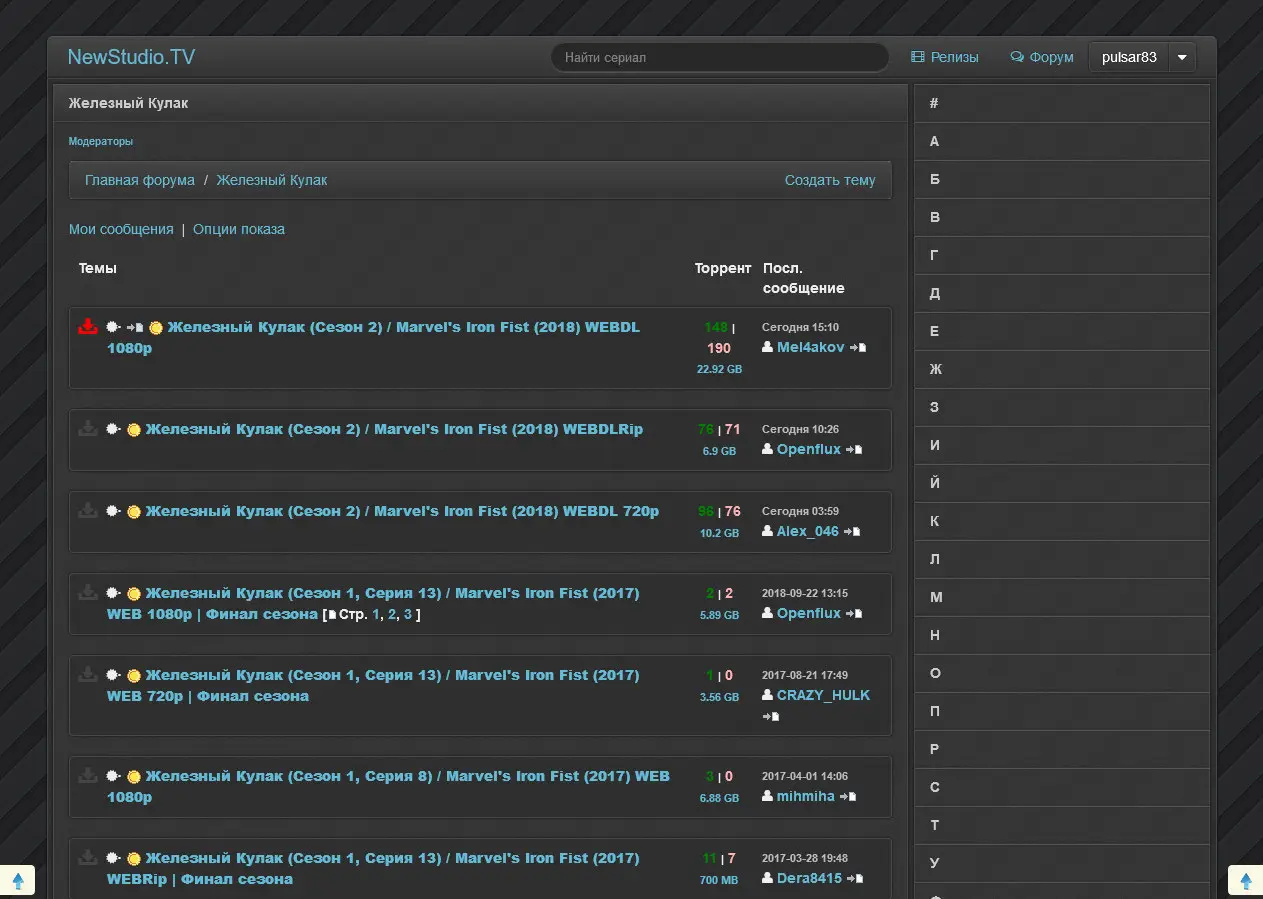 NewStudio.TV
Найти сериал
Релизы
Форум
pulsar83
Железный Кулак
Модераторы
Главная форума / Железный Кулак
Создать тему
Мои сообщения | Опции показа
Темы
Торрент
Посл.
сообщение
Железный Кулак (Сезон 2) / Marvel's Iron Fist (2018) WEBDL
1080p
148 |
190
22.92 GB
Сегодня 15:10
Mel4akov
Железный Кулак (Сезон 2) / Marvel's Iron Fist (2018) WEBDLRip
76 | 71
6.9 GB
Сегодня 10:26
Openflux
Железный Кулак (Сезон 2) / Marvel's Iron Fist (2018) WEBDL 720p
96 | 76
10.2 GB
Сегодня 03:59
Alex_046
Железный Кулак (Сезон 1, Серия 13) / Marvel's Iron Fist (2017)
WEB 1080p | Финал сезона [ Стр. 1, 2, 3 ]
2 | 2
5.89 GB
2018-09-22 13:15
Openflux
Железный Кулак (Сезон 1, Серия 13) / Marvel's Iron Fist (2017)
WEB 720p | Финал сезона
1 | 0
3.56 GB
2017-08-21 17:49
CRAZY_HULK
Железный Кулак (Сезон 1, Серия 8) / Marvel's Iron Fist (2017) WEB
1080p
3 | 0
6.88 GB
2017-04-01 14:06
mihmiha
Железный Кулак (Сезон 1, Серия 13) / Marvel's Iron Fist (2017)
WEBRip | Финал сезона
11 | 7
700 MB
2017-03-28 19:48
Dera8415
#
А
Б
В
Г
Д
Е
Ж
З
И
Й
К
Л
М
Н
О
П
Р
С
Т
У